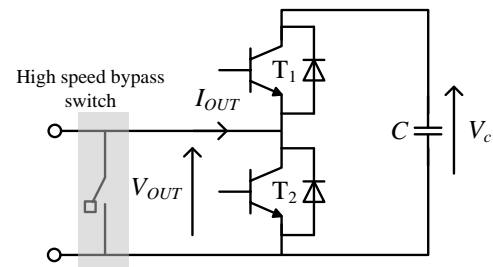 High speed bypass
switch
I_OUT
T_1
C
V_c
V_OUT
T_2